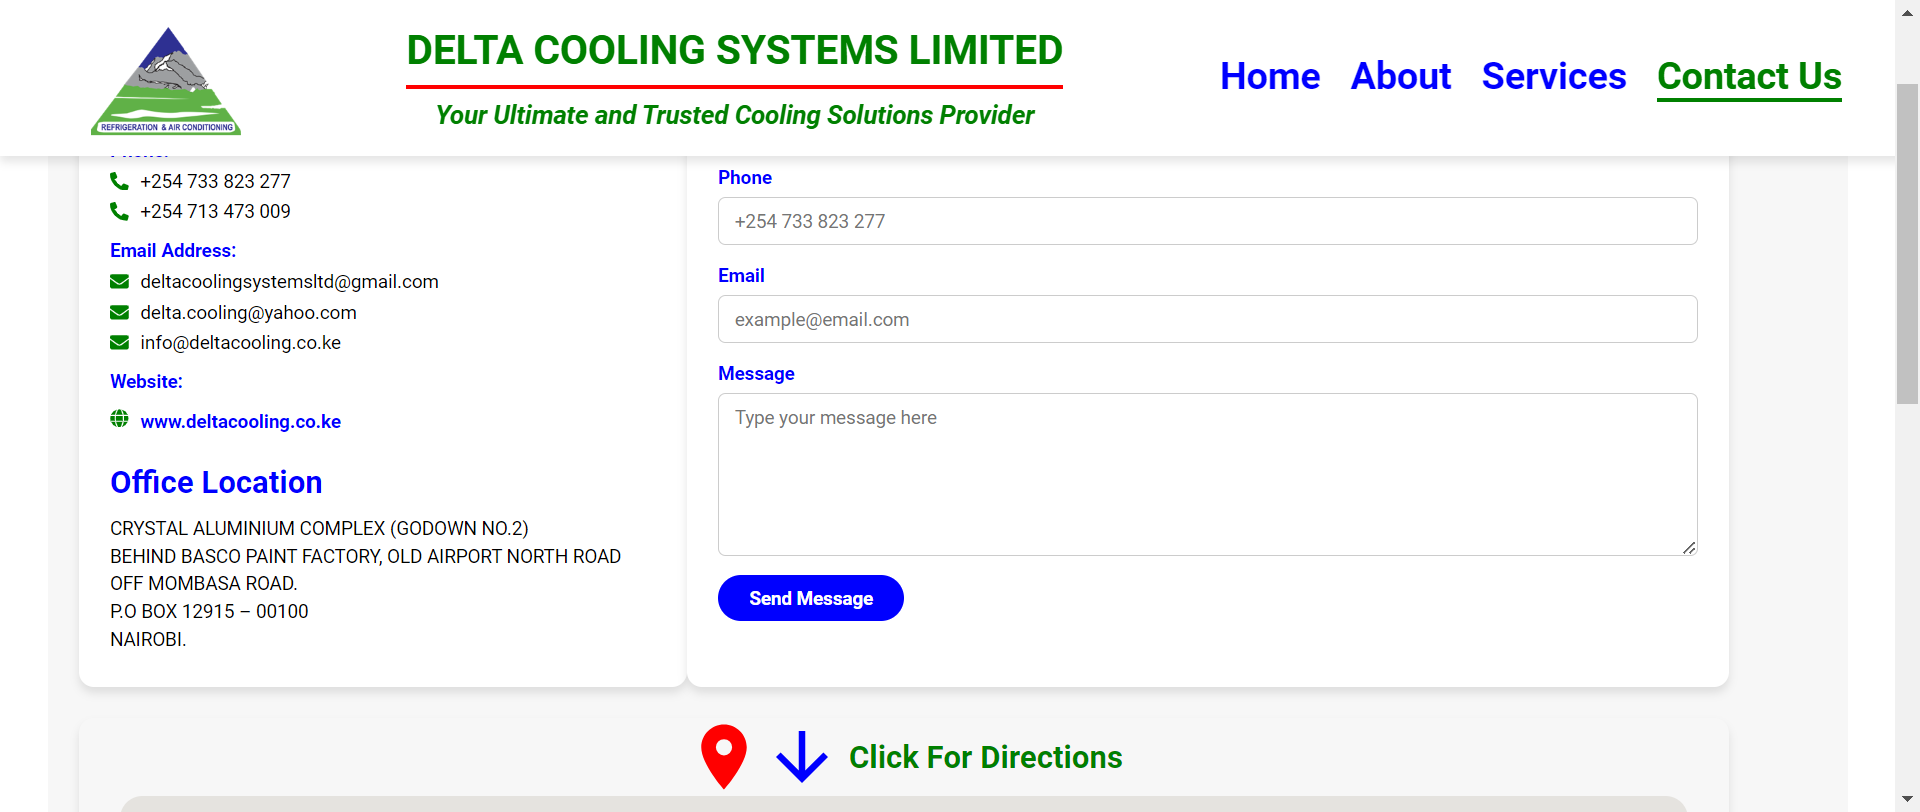 REFRIGERATION & AIR CONDITIONING
DELTA COOLING SYSTEMS LIMITED
Your Ultimate and Trusted Cooling Solutions Provider
Home
About
Services
Contact Us
+254 733 823 277
+254 713 473 009
Email Address:
deltacoolingsystemsltd@gmail.com
delta.cooling@yahoo.com
info@deltacooling.co.ke
Website:
www.deltacooling.co.ke
Office Location
CRYSTAL ALUMINIUM COMPLEX (GODOWN NO.2)
BEHIND BASCO PAINT FACTORY, OLD AIRPORT NORTH ROAD
OFF MOMBASA ROAD.
P.O BOX 12915 – 00100
NAIROBI.
Phone
+254 733 823 277
Email
example@email.com
Message
Type your message here
Send Message
Click For Directions